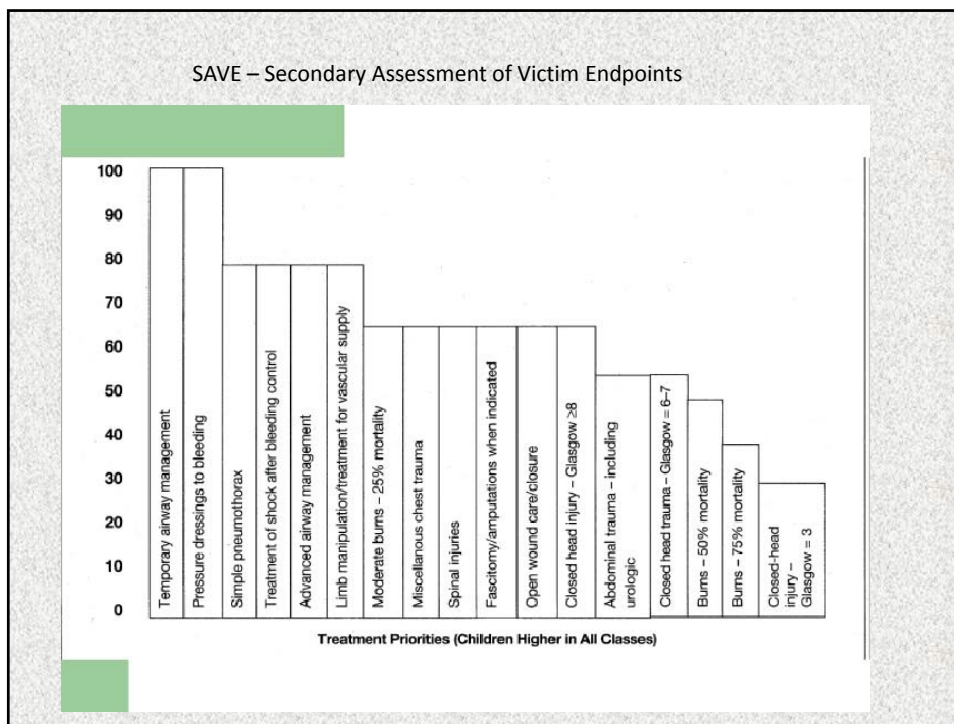 SAVE – Secondary Assessment of Victim Endpoints
100
90
80
70
60
50
40
30
20
10
0
Temporary airway management
Pressure dressings to bleeding
Simple pneumothorax
Treatment of shock after bleeding control
Advanced airway management
Limb manipulation/treatment for vascular supply
Moderate burns – 25% mortality
Miscellanous chest trauma
Spinal injuries
Fascitomy/amputations when indicated
Open wound care/closure
Closed head injury – Glasgow ≥8
Abdominal trauma – including
urologic
Closed head trauma – Glasgow = 6–7
Burns – 50% mortality
Burns – 75% mortality
Closed-head
injury –
Glasgow = 3
Treatment Priorities (Children Higher in All Classes)